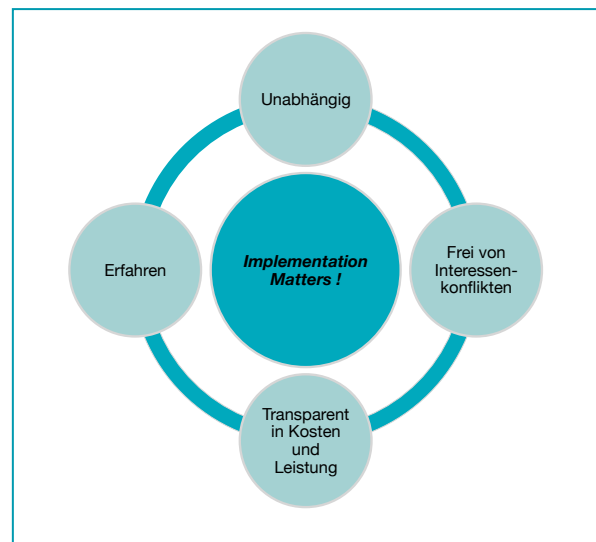 Unabhängig
Erfahren
Implementation
Matters !
Frei von
Interessen-
konflikten
Transparent
in Kosten
und
Leistung